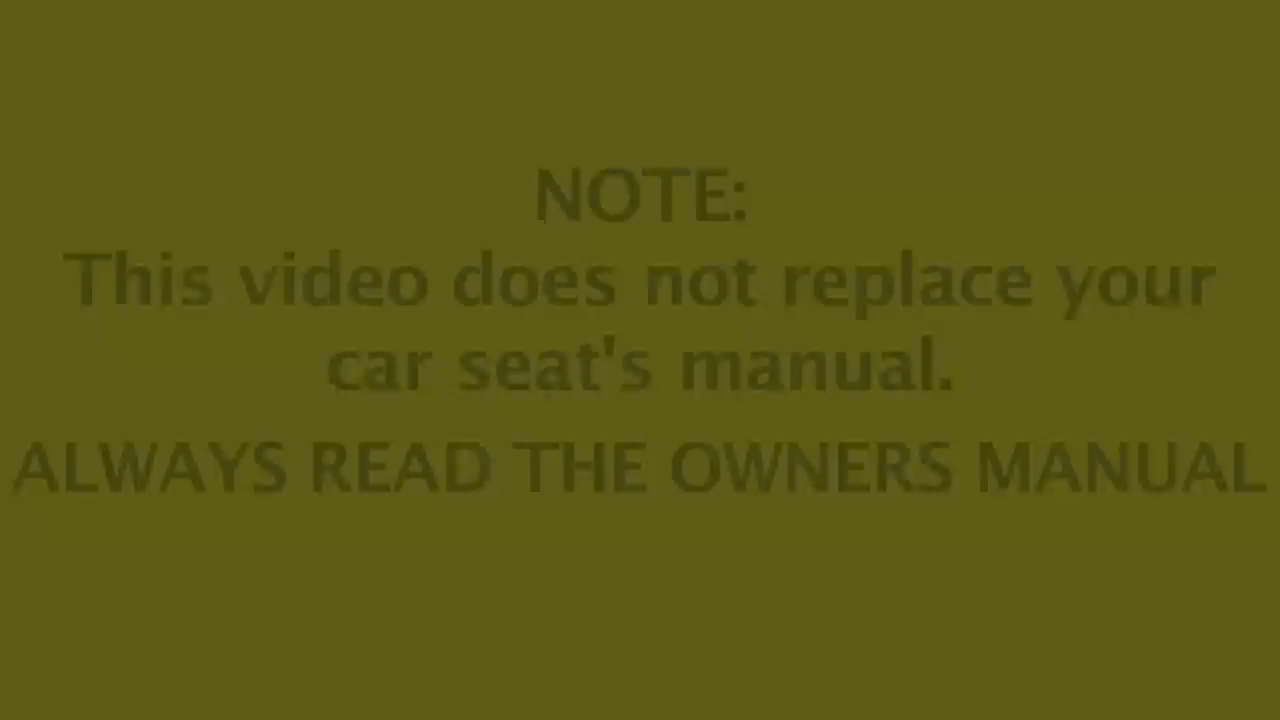 NOTE:
This video does not replace your
car seat's manual.
ALWAYS READ THE OWNERS MANUAL